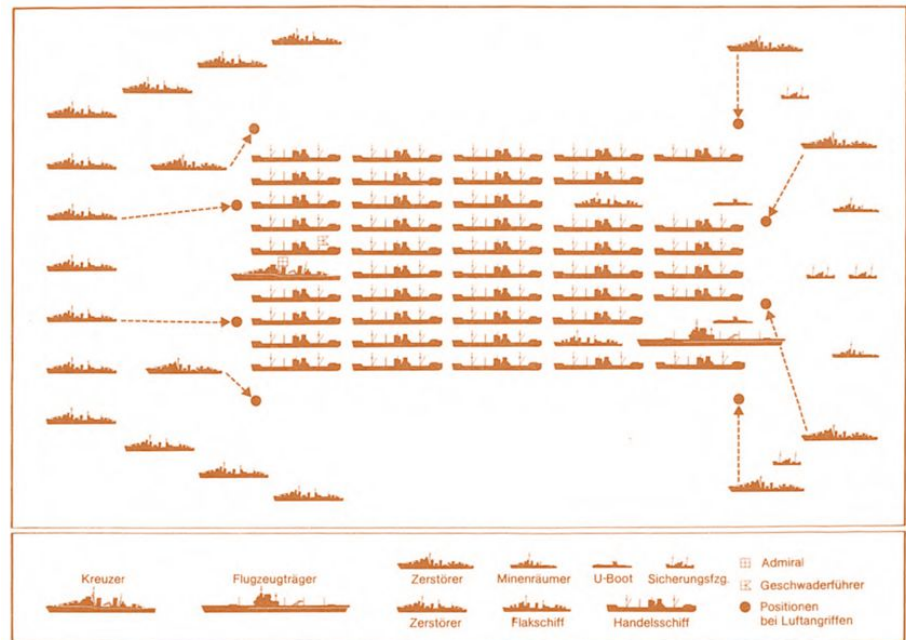 Kreuzer
Flugzeugträger
Zerstörer
Minenräumer
U-Boot
Sicherungsfzg.
Admiral
Geschwaderführer
Zerstörer
Flakschiff
Handelsschiff
Positionen
bei Luftangriffen